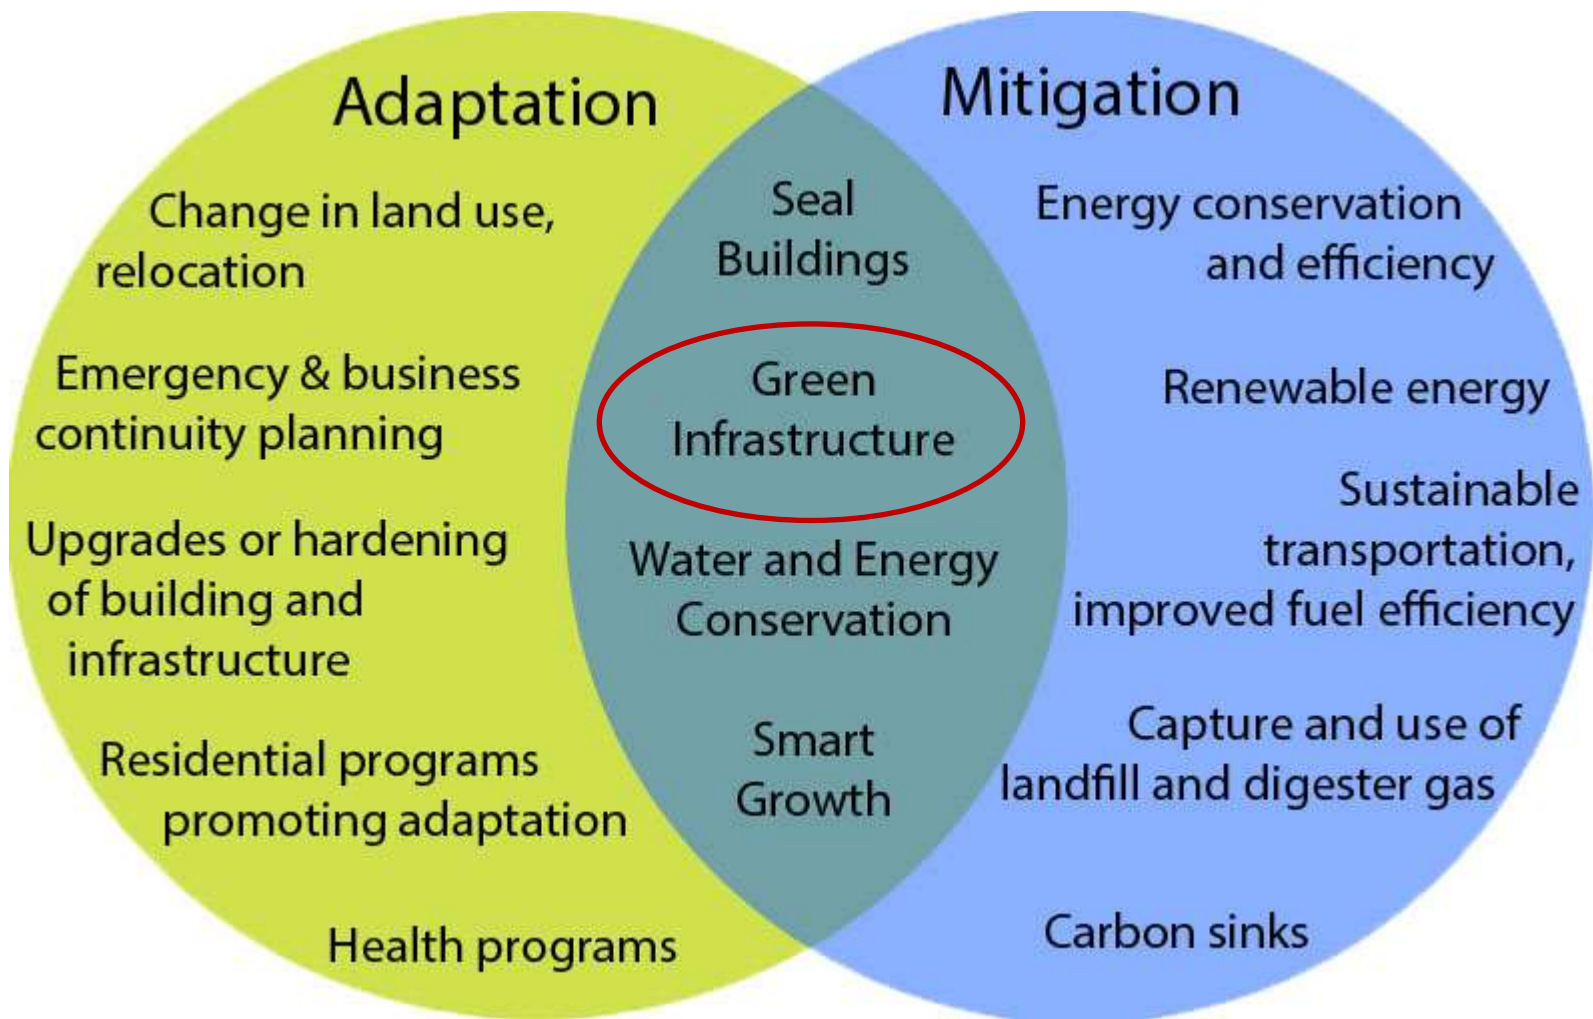 Adaptation
Change in land use,
relocation
Emergency & business
continuity planning
Upgrades or hardening
of building and
infrastructure
Residential programs
promoting adaptation
Health programs
Seal
Buildings
Green
Infrastructure
Water and Energy
Conservation
Smart
Growth
Mitigation
Energy conservation
and efficiency
Renewable energy
Sustainable
transportation,
improved fuel efficiency
Capture and use of
landfill and digester gas
Carbon sinks